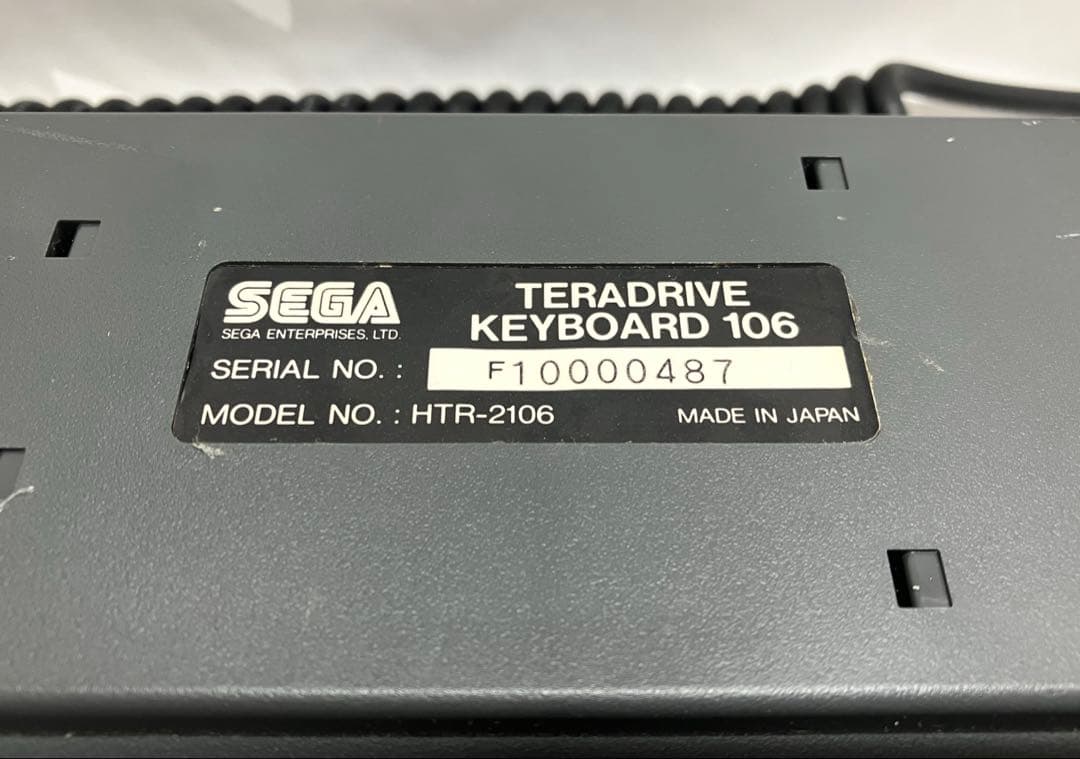 SEGA
SEGA ENTERPRISES, LTD.
TERADRIVE
KEYBOARD 106
SERIAL NO. : F10000487
MODEL NO. : HTR-2106 MADE IN JAPAN